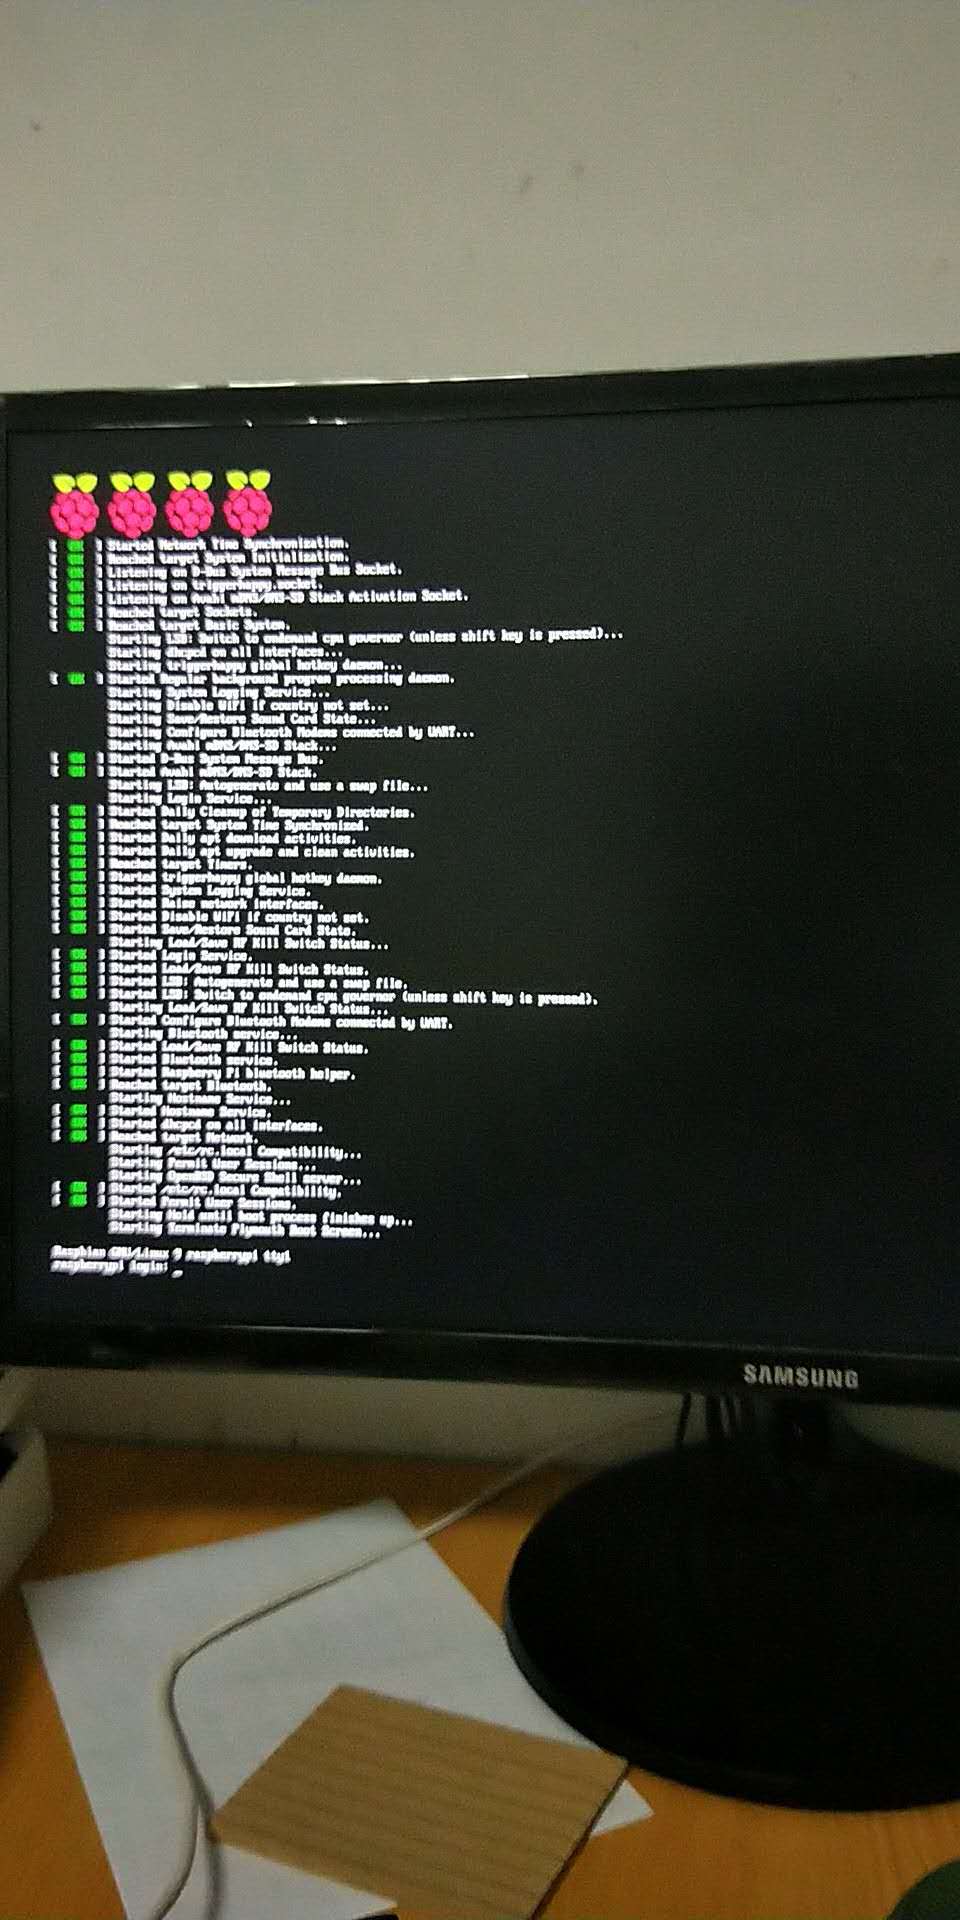 [ OK ] Started Network Time Synchronization.
[ OK ] Reached target System Initialization.
[ OK ] Listening on D-Bus System Message Bus Socket.
[ OK ] Listening on triggerhappy.socket.
[ OK ] Listening on Avahi mDNS/DNS-SD Stack Activation Socket.
[ OK ] Reached target Sockets.
[ OK ] Reached target Basic System.
Starting LSB: Switch to ondemand cpu governor (unless shift key is pressed)...
Starting dhcpcd on all interfaces...
Starting triggerhappy global hotkey daemon...
[ OK ] Started Regular background program processing daemon.
Starting System Logging Service...
Starting Disable WiFi if country not set...
Starting Save/Restore Sound Card State...
Starting Configure Bluetooth Modems connected by UART...
Starting Avahi mDNS/DNS-SD Stack...
[ OK ] Started D-Bus System Message Bus.
[ OK ] Started Avahi mDNS/DNS-SD Stack.
Starting LSB: Autogenerate and use a swap file...
Starting Login Service...
[ OK ] Started Daily Cleanup of Temporary Directories.
[ OK ] Reached target System Time Synchronized.
[ OK ] Started Daily apt download activities.
[ OK ] Started Daily apt upgrade and clean activities.
[ OK ] Reached target Timers.
[ OK ] Started triggerhappy global hotkey daemon.
[ OK ] Started System Logging Service.
[ OK ] Started Raise network interfaces.
[ OK ] Started Disable WiFi if country not set.
[ OK ] Started Save/Restore Sound Card State.
Starting Load/Save RF Kill Switch Status...
[ OK ] Started Login Service.
[ OK ] Started Load/Save RF Kill Switch Status.
[ OK ] Started LSB: Autogenerate and use a swap file.
[ OK ] Started LSB: Switch to ondemand cpu governor (unless shift key is pressed).
Starting Load/Save RF Kill Switch Status...
[ OK ] Started Configure Bluetooth Modems connected by UART.
Starting Bluetooth service...
[ OK ] Started Load/Save RF Kill Switch Status.
[ OK ] Started Bluetooth service.
[ OK ] Started Raspberry Pi bluetooth helper.
[ OK ] Reached target Bluetooth.
Starting Hostname Service...
[ OK ] Started Hostname Service.
[ OK ] Started dhcpcd on all interfaces.
[ OK ] Reached target Network.
Starting /etc/rc.local Compatibility...
Starting Permit User Sessions...
Starting OpenBSD Secure Shell server...
[ OK ] Started /etc/rc.local Compatibility.
[ OK ] Started Permit User Sessions.
Starting Hold until boot process finishes up...
Starting Terminate Plymouth Boot Screen...
Raspbian GNU/Linux 9 raspberrypi tty1
raspberrypi login: _
SAMSUNG